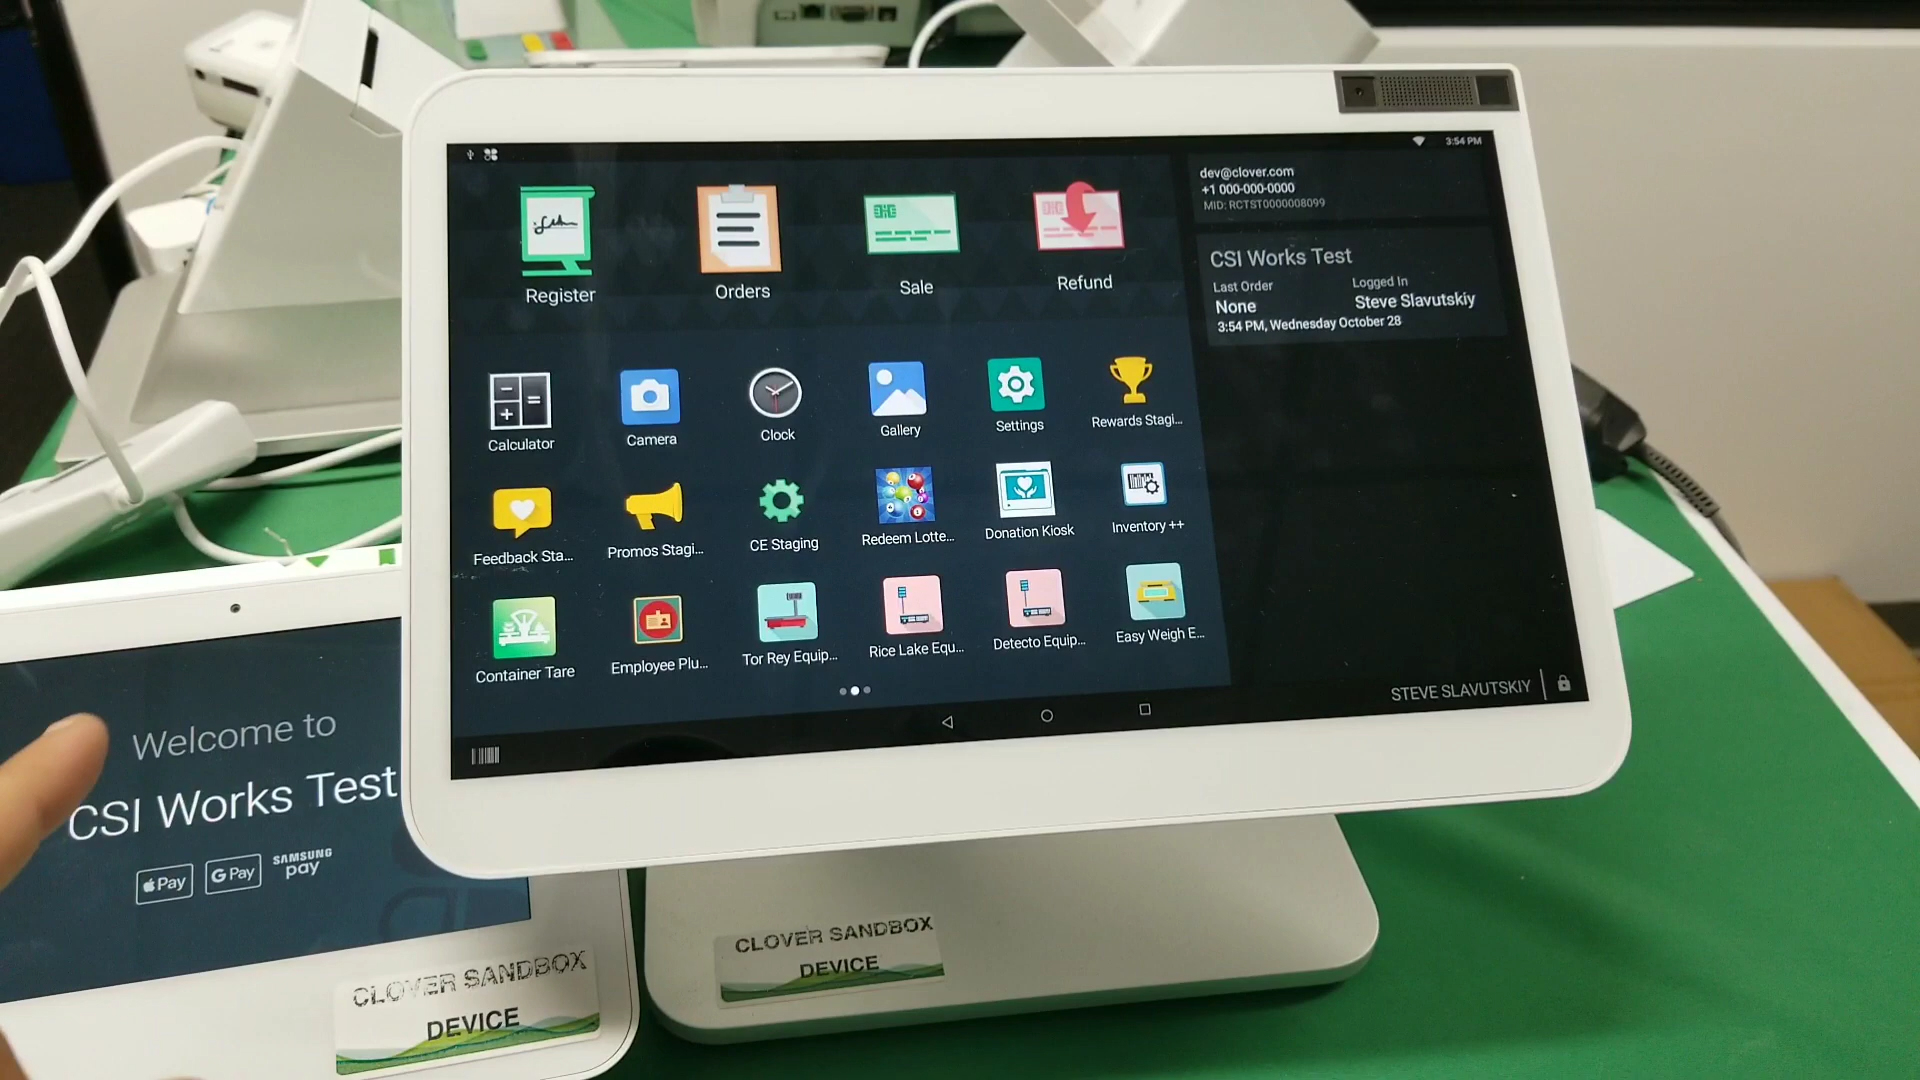 3:54 PM
dev@clover.com
+1 000-000-0000
MID: RCTST0000008099
CSI Works Test
Last Order
Logged In
None
Steve Slavutskiy
3:54 PM, Wednesday October 28
Register
Orders
Sale
Refund
Calculator
Camera
Clock
Gallery
Settings
Rewards Stagi...
Feedback Sta...
Promos Stagi...
CE Staging
Redeem Lotte...
Donation Kiosk
Inventory ++
Container Tare
Employee Plu...
Tor Rey Equip...
Rice Lake Equ...
Detecto Equip...
Easy Weigh E...
STEVE SLAVUTSKIY
Welcome to
CSI Works Test
Pay
G Pay
SAMSUNG
pay
CLOVER SANDBOX
DEVICE
CLOVER SANDBOX
DEVICE